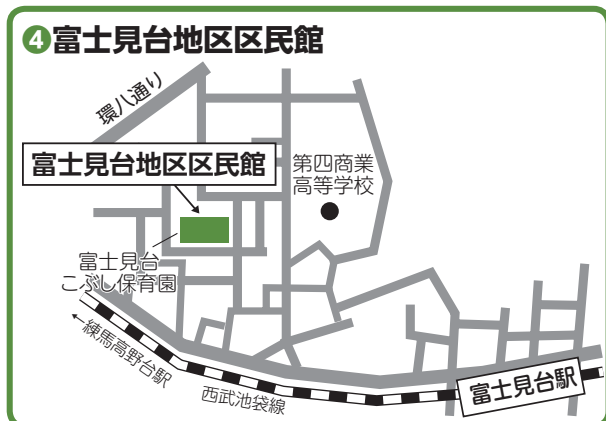 ❹富士見台地区区民館
環八通り
富士見台地区区民館
第四商業
高等学校
富士見台
こぶし保育園
←練馬高野台駅
西武池袋線
富士見台駅